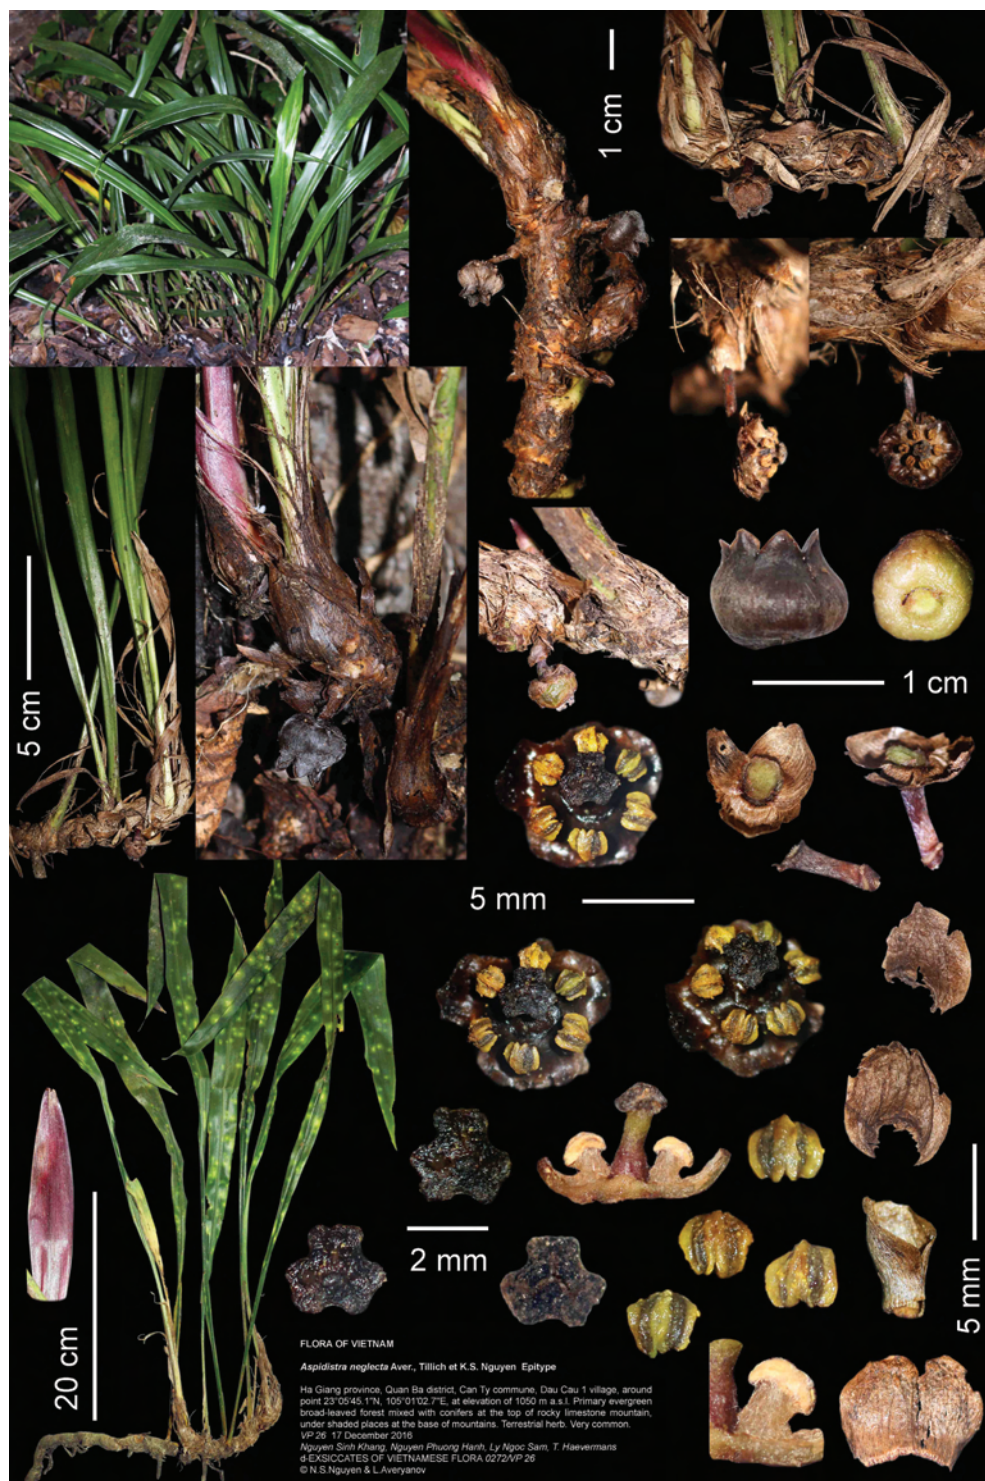 1 cm
5 cm
1 cm
5 mm
2 mm
5 mm
20 cm
FLORA OF VIETNAM
Aspidistra neglecta Aver., Tillich et K.S. Nguyen Epitype
Ha Giang province, Quan Ba district, Can Ty commune, Dau Cau 1 village, around
point 23°05'45.1"N, 105°01'02.7"E, at elevation of 1050 m a.s.l. Primary evergreen
broad-leaved forest mixed with conifers at the top of rocky limestone mountain,
under shaded places at the base of mountains. Terrestrial herb. Very common.
VP 26 17 December 2016
Nguyen Sinh Khang, Nguyen Phuong Hanh, Ly Ngoc Sam, T. Haevermans
d-EXSICCATES OF VIETNAMESE FLORA 0272/VP 26
© N.S.Nguyen & L.Averyanov